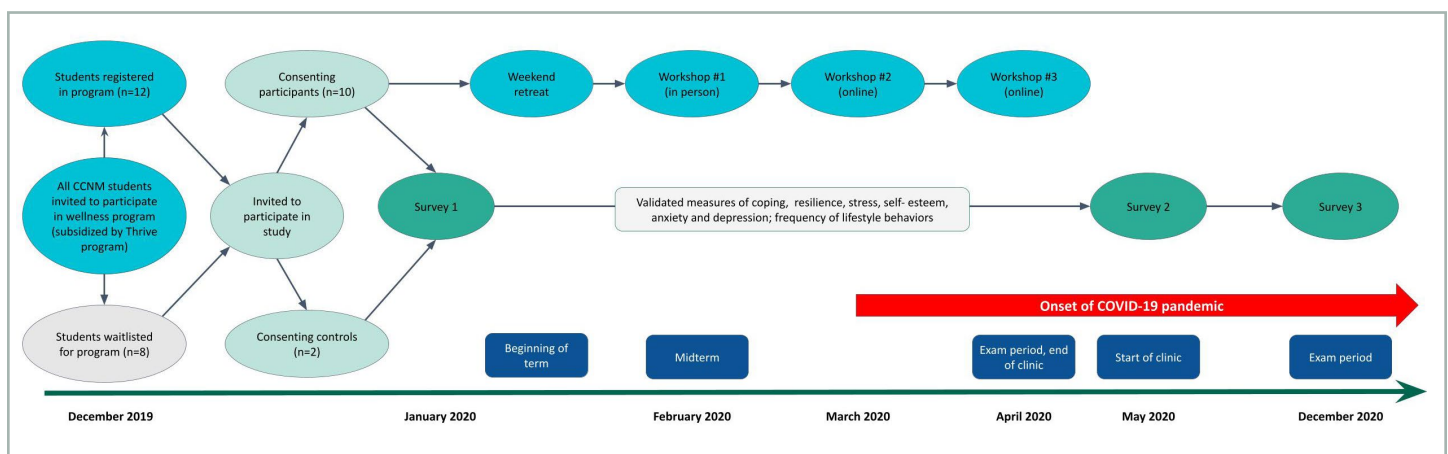 Students registered
in program (n=12)
Consenting
participants (n=10)
Weekend
retreat
Workshop #1
(in person)
Workshop #2
(online)
Workshop #3
(online)
All CCNM students
invited to participate
in wellness program
(subsidized by Thrive
program)
Invited to
participate in
study
Survey 1
Validated measures of coping, resilience, stress, self- esteem,
anxiety and depression; frequency of lifestyle behaviors
Survey 2
Survey 3
Onset of COVID-19 pandemic
Students waitlisted
for program (n=8)
Consenting controls
(n=2)
Beginning of
term
Midterm
Exam period, end
of clinic
Start of clinic
Exam period
December 2019
January 2020
February 2020
March 2020
April 2020
May 2020
December 2020